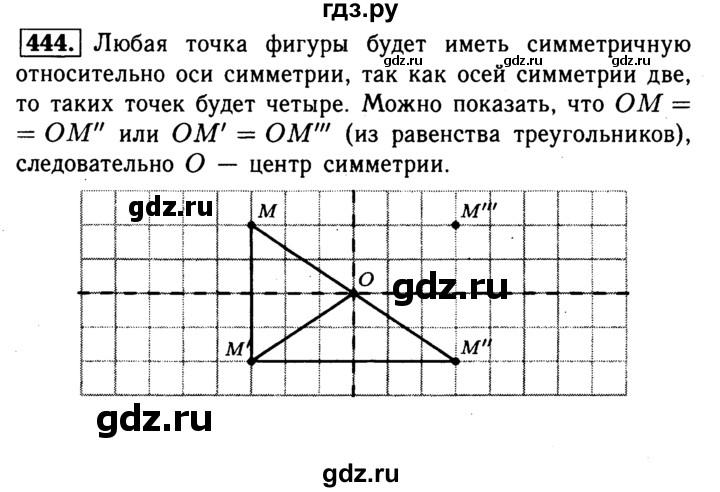 гдз.ру
444. Любая точка фигуры будет иметь симметричную
gdz.ru gdz.ru
относительно оси симметрии, так как осей симметрии две,
то таких точек будет четыре. Можно показать, что OM =
= OM″ или OM′ = OM‴ (из равенства треугольников),
следовательно O — центр симметрии.
gdz.ru
M
M‴
O
gdz.ru
M′
M″
gdz.ru
gdz.ru